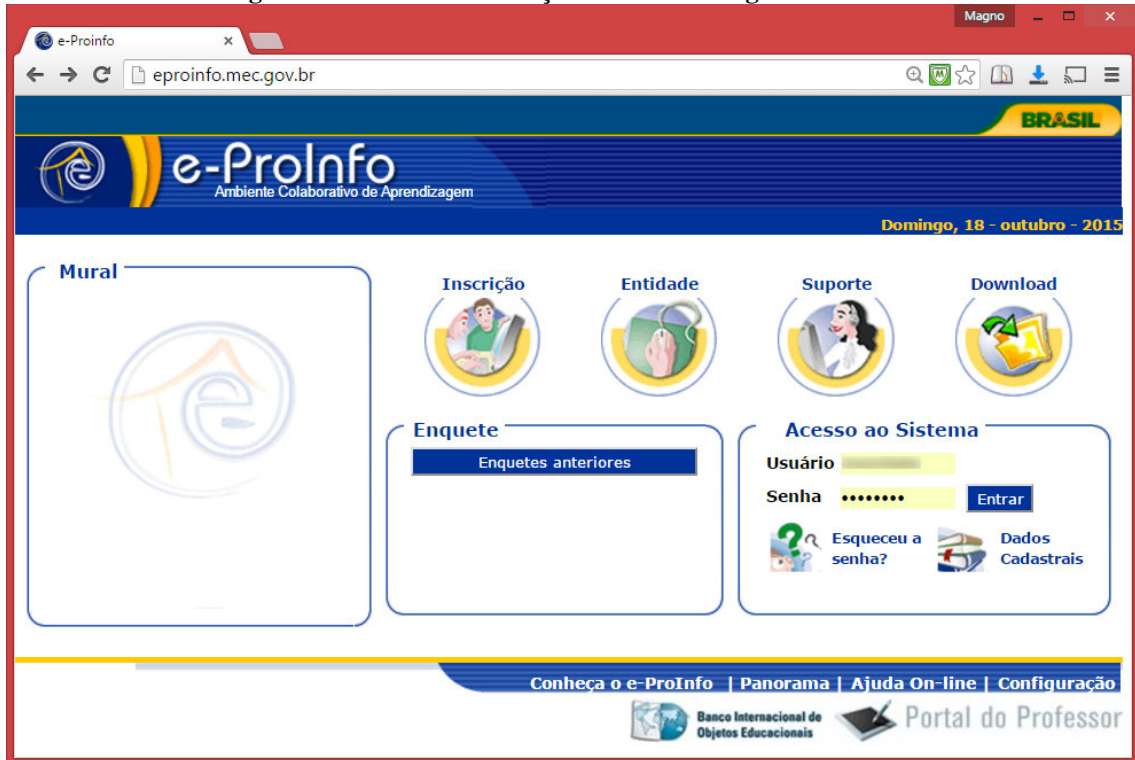 Magno
e-Proinfo
eproinfo.mec.gov.br
BRASIL
e-ProInfo
Ambiente Colaborativo de Aprendizagem
Domingo, 18 - outubro - 2015
Mural
Inscrição
Entidade
Suporte
Download
Enquete
Enquetes anteriores
Acesso ao Sistema
Usuário
Senha ••••••••
Entrar
Esqueceu a
senha?
Dados
Cadastrais
Conheça o e-ProInfo | Panorama | Ajuda On-line | Configuração
Banco Internacional de
Objetos Educacionais
Portal do Professor